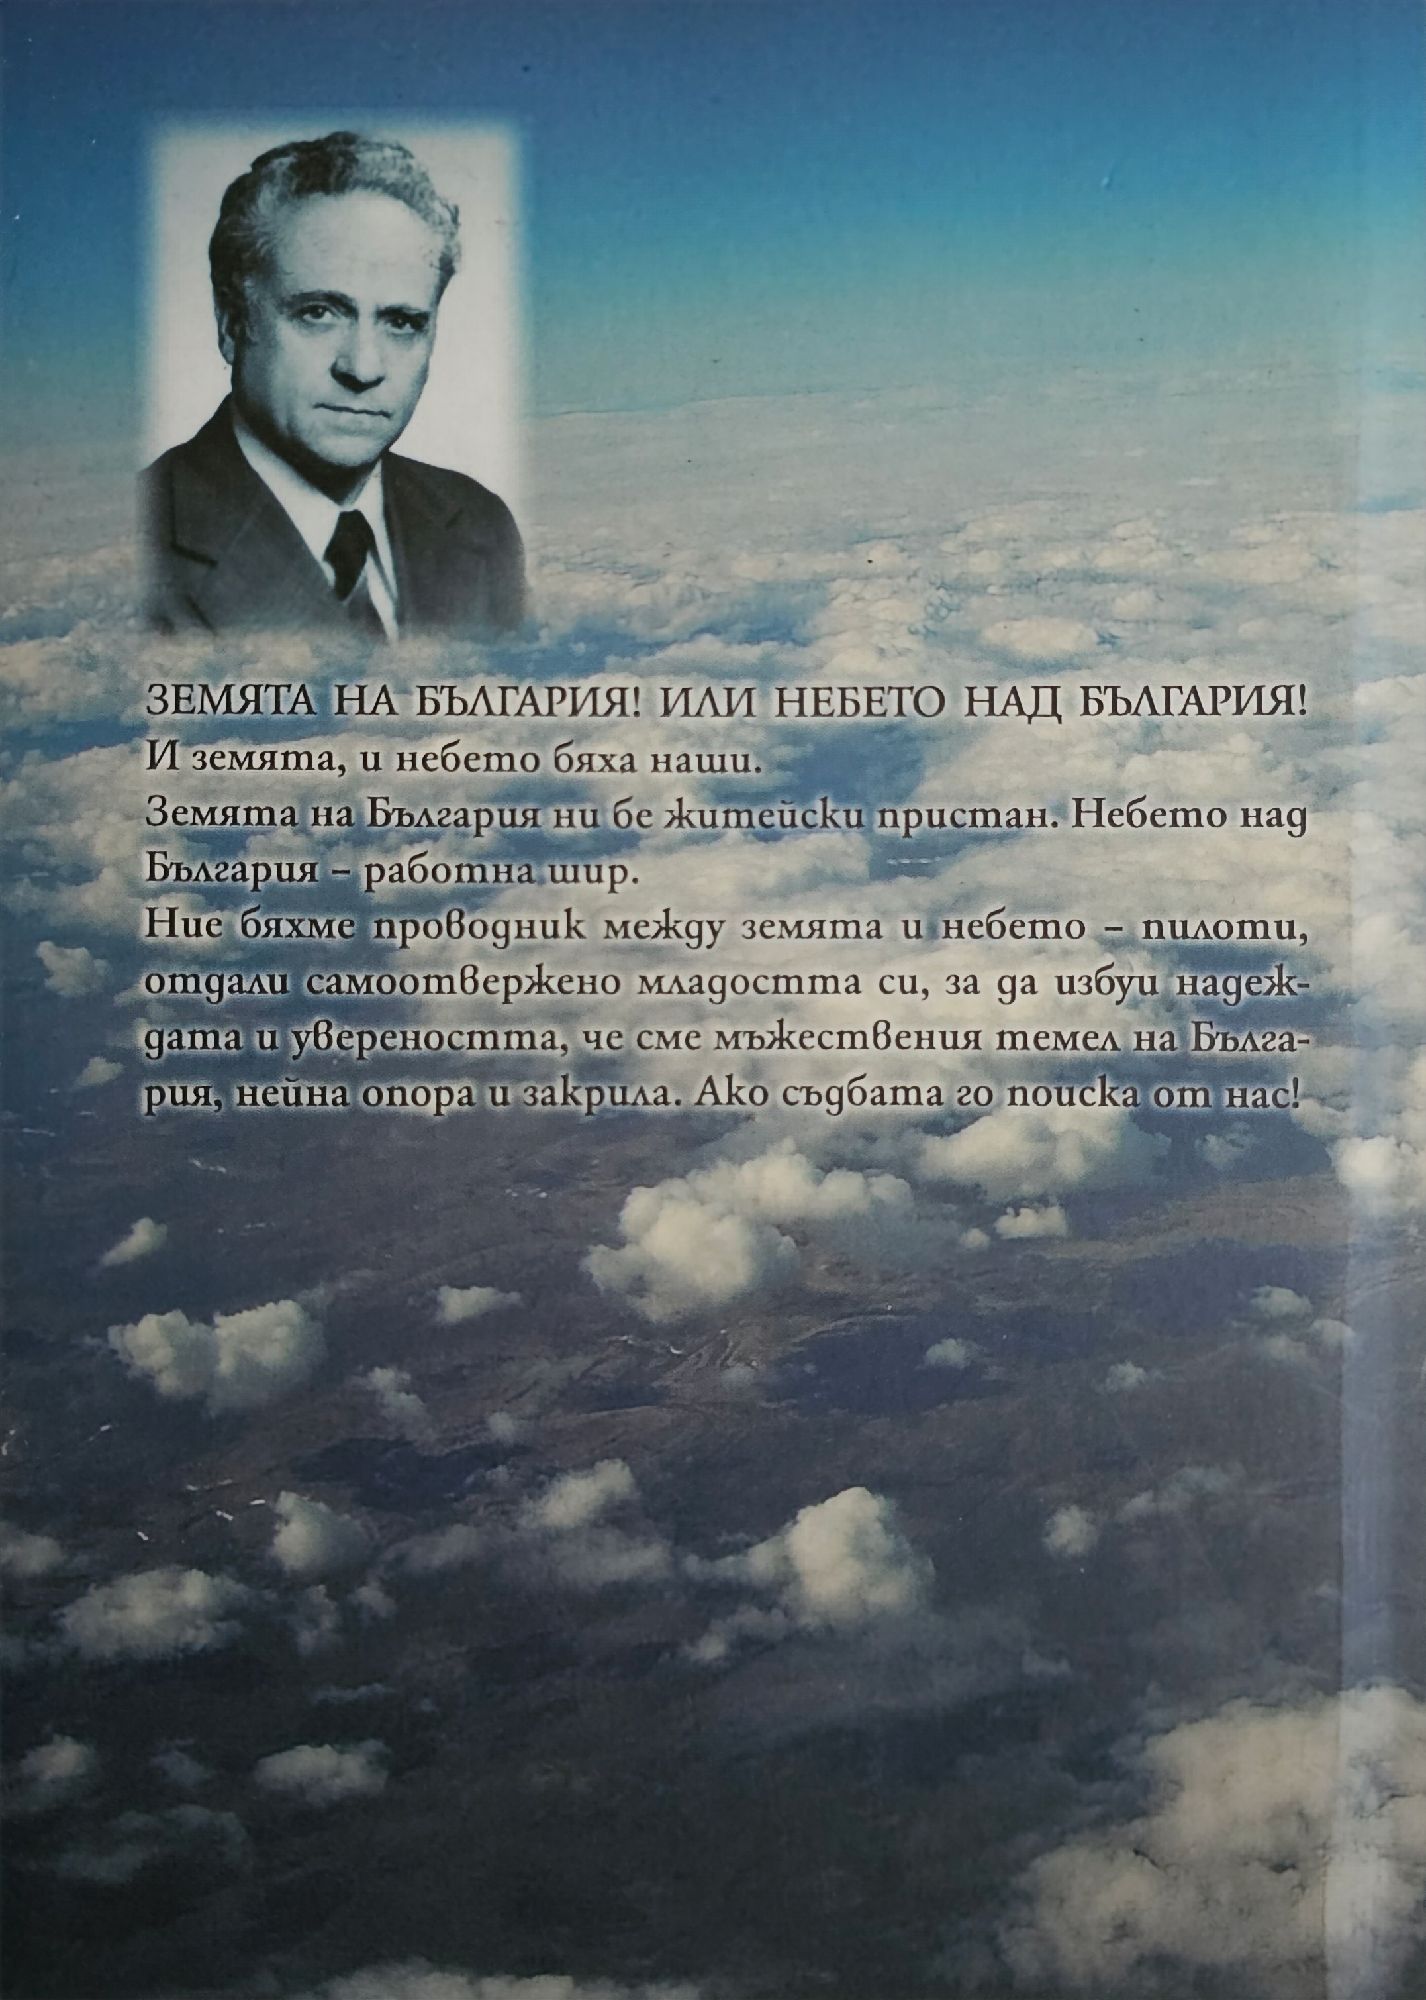 ЗЕМЯТА НА БЪЛГАРИЯ! ИЛИ НЕБЕТО НАД БЪЛГАРИЯ!
И земята, и небето бяха наши.
Земята на България ни бе житейски пристан. Небето над
България – работна шир.
Ние бяхме проводник между земята и небето – пилоти,
отдали самоотвержено младостта си, за да избуи надеж-
дата и увереността, че сме мъжествения темел на Бълга-
рия, нейна опора и закрила. Ако съдбата го поиска от нас!